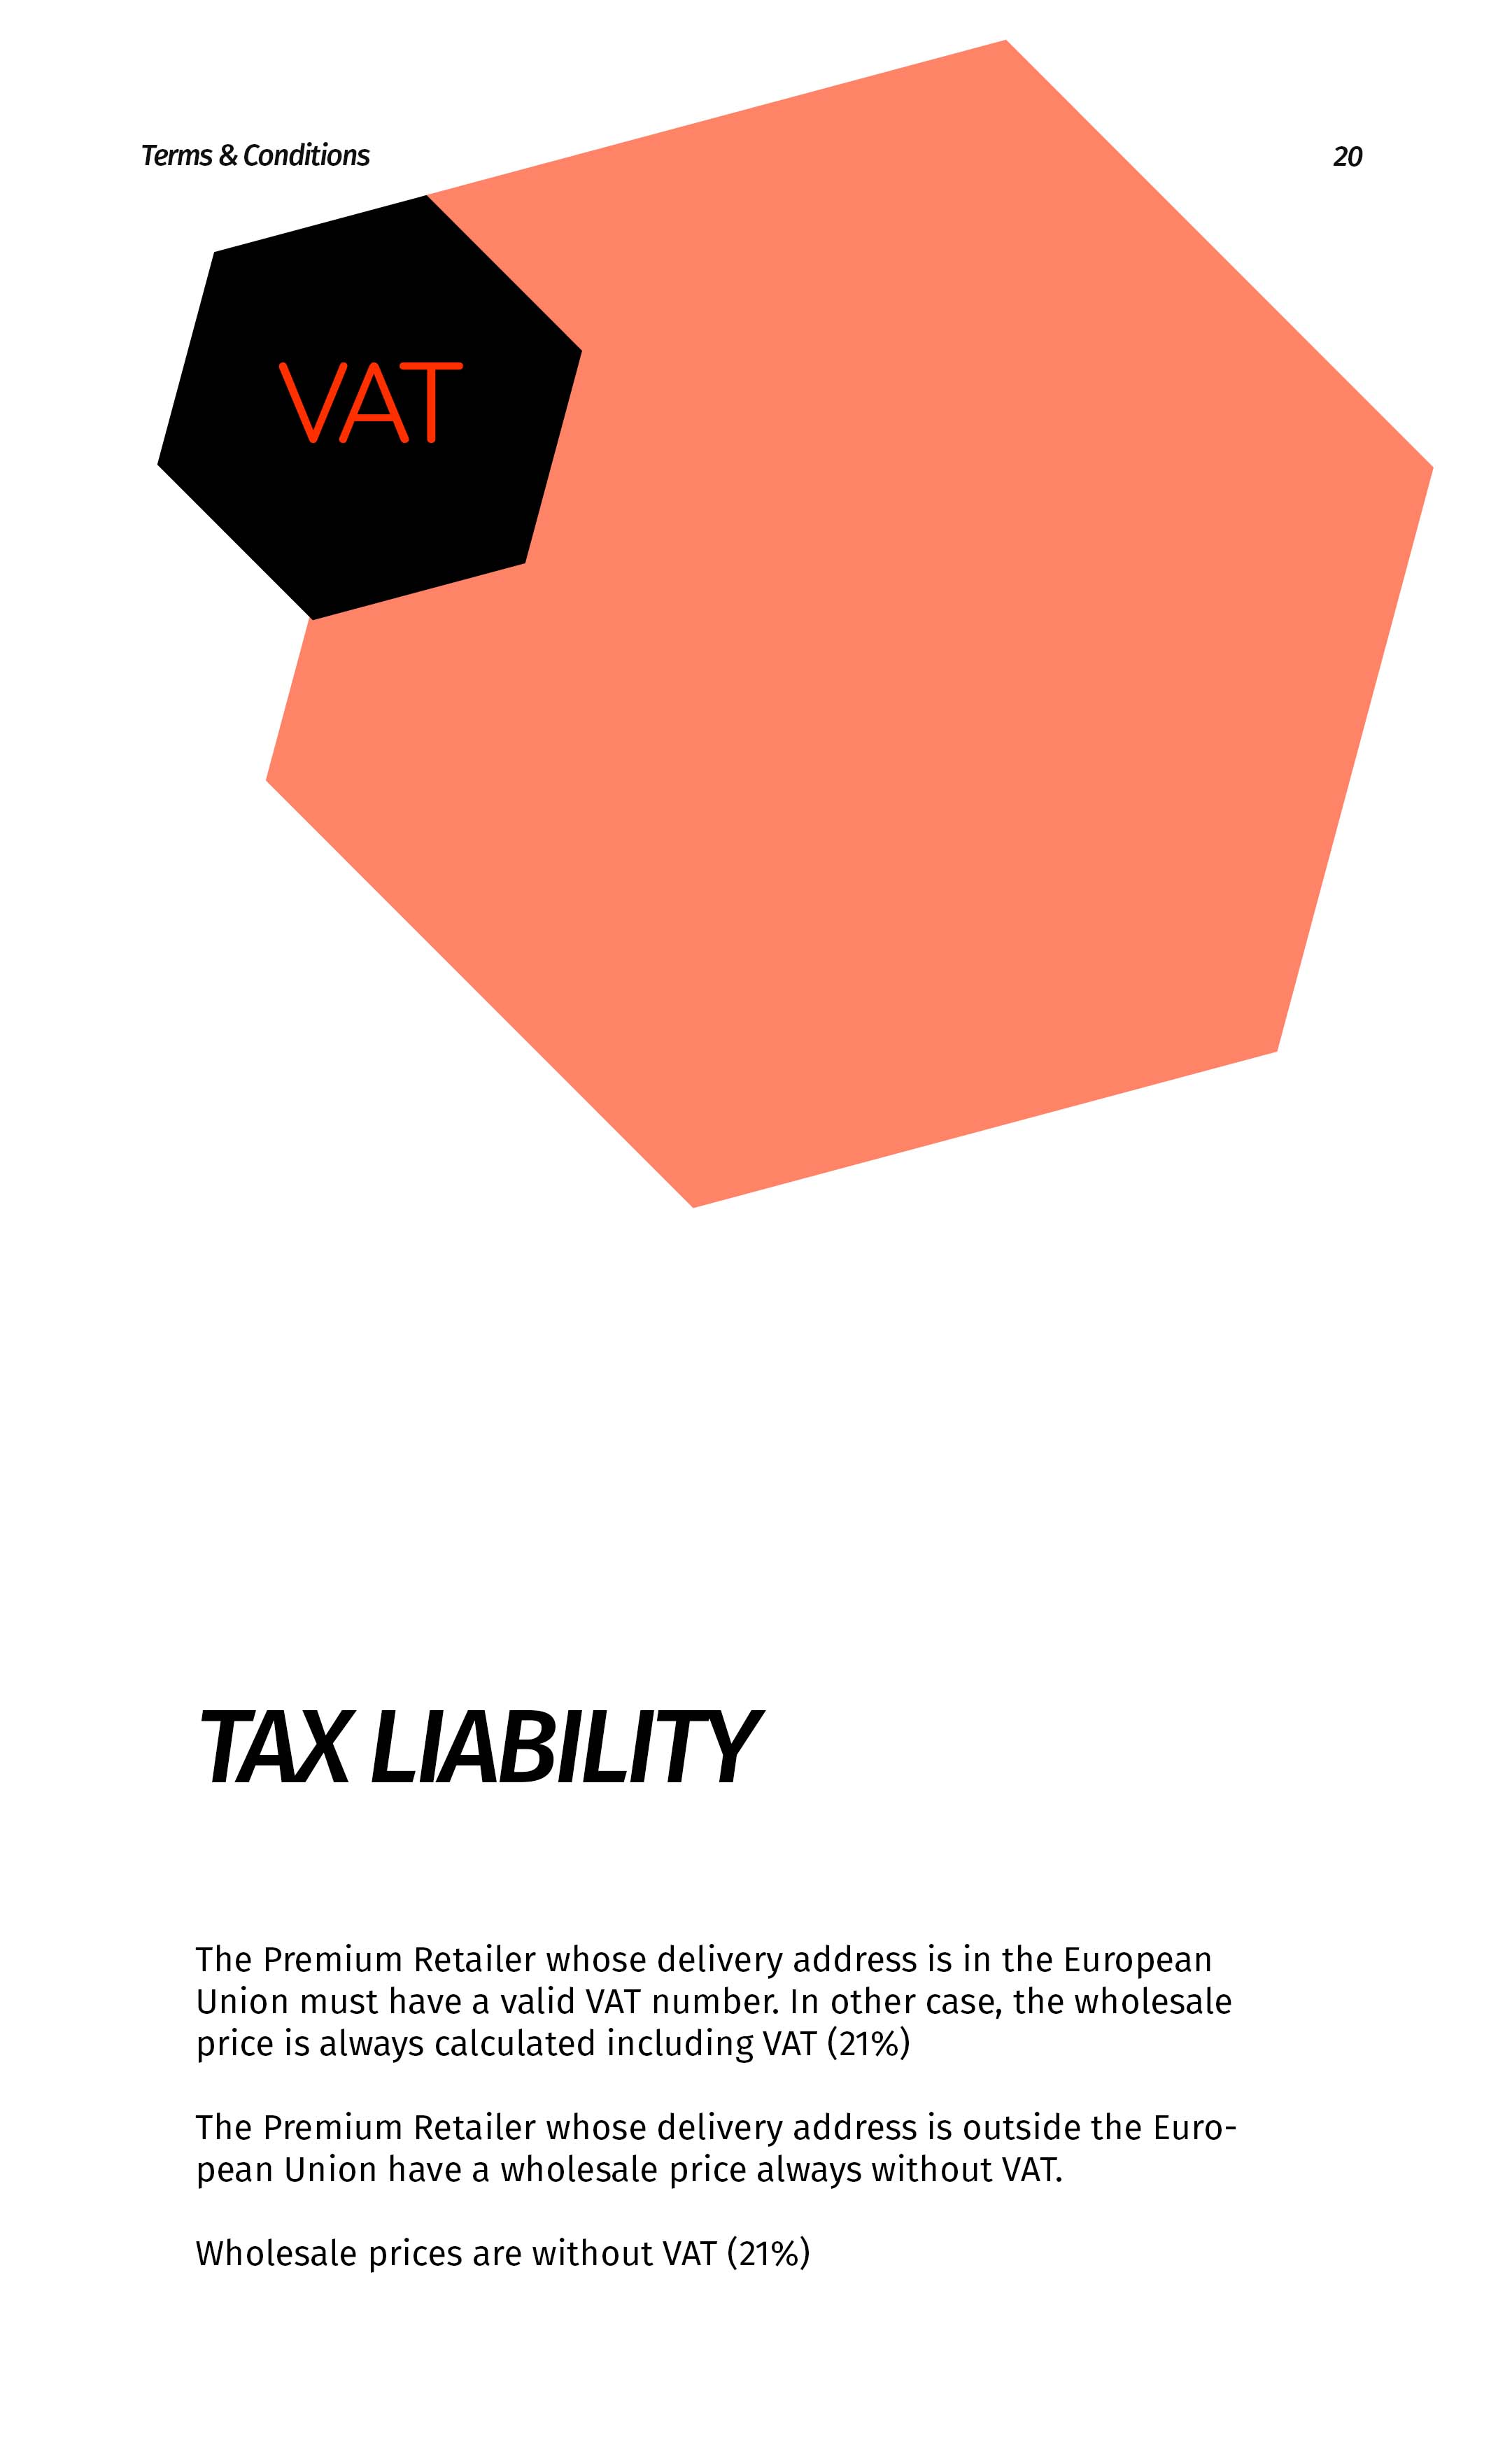 Terms & Conditions
20
VAT
TAX LIABILITY
The Premium Retailer whose delivery address is in the European
Union must have a valid VAT number. In other case, the wholesale
price is always calculated including VAT (21%)
The Premium Retailer whose delivery address is outside the Euro-
pean Union have a wholesale price always without VAT.
Wholesale prices are without VAT (21%)